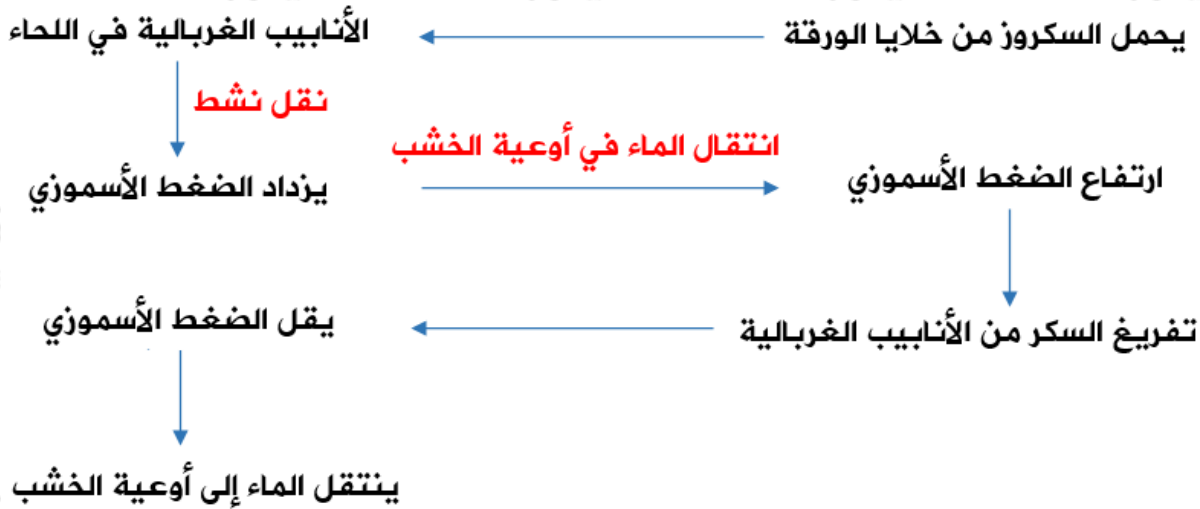 يحمل السكروز من خلايا الورقة
الأنابيب الغربالية في اللحاء
نقل نشط
يزداد الضغط الأسموزي
انتقال الماء في أوعية الخشب
ارتفاع الضغط الأسموزي
تفريغ السكر من الأنابيب الغربالية
يقل الضغط الأسموزي
ينتقل الماء إلى أوعية الخشب